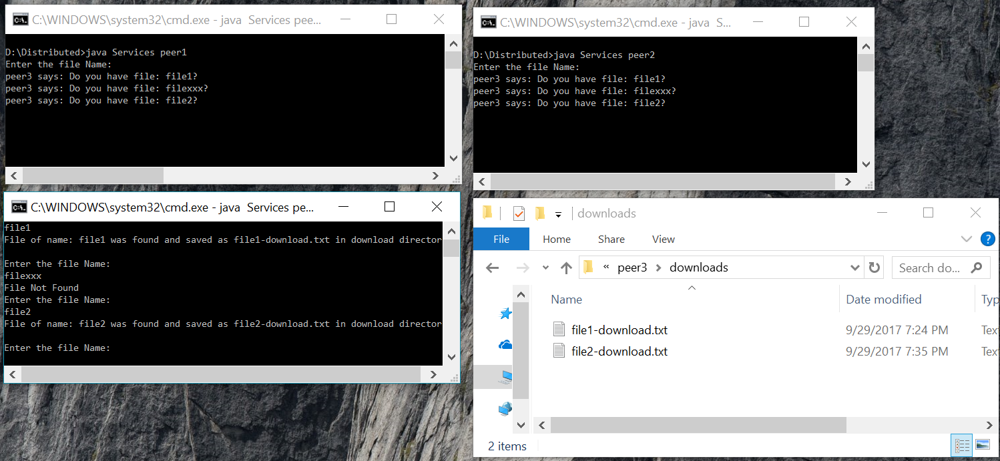 C:\WINDOWS\system32\cmd.exe - java  Services pee...
D:\Distributed>java Services peer1
Enter the file Name:
peer3 says: Do you have file: file1?
peer3 says: Do you have file: filexxx?
peer3 says: Do you have file: file2?
C:\WINDOWS\system32\cmd.exe - java  S...
D:\Distributed>java Services peer2
Enter the file Name:
peer3 says: Do you have file: file1?
peer3 says: Do you have file: filexxx?
peer3 says: Do you have file: file2?
C:\WINDOWS\system32\cmd.exe - java  Services pe...
file1
File of name: file1 was found and saved as file1-download.txt in download director
Enter the file Name:
filexxx
File Not Found
Enter the file Name:
file2
File of name: file2 was found and saved as file2-download.txt in download director
Enter the file Name:
downloads
File Home Share View ?
« peer3 > downloads Search do...
Name Date modified Typ
file1-download.txt 9/29/2017 7:24 PM Tex
file2-download.txt 9/29/2017 7:35 PM Tex
2 items